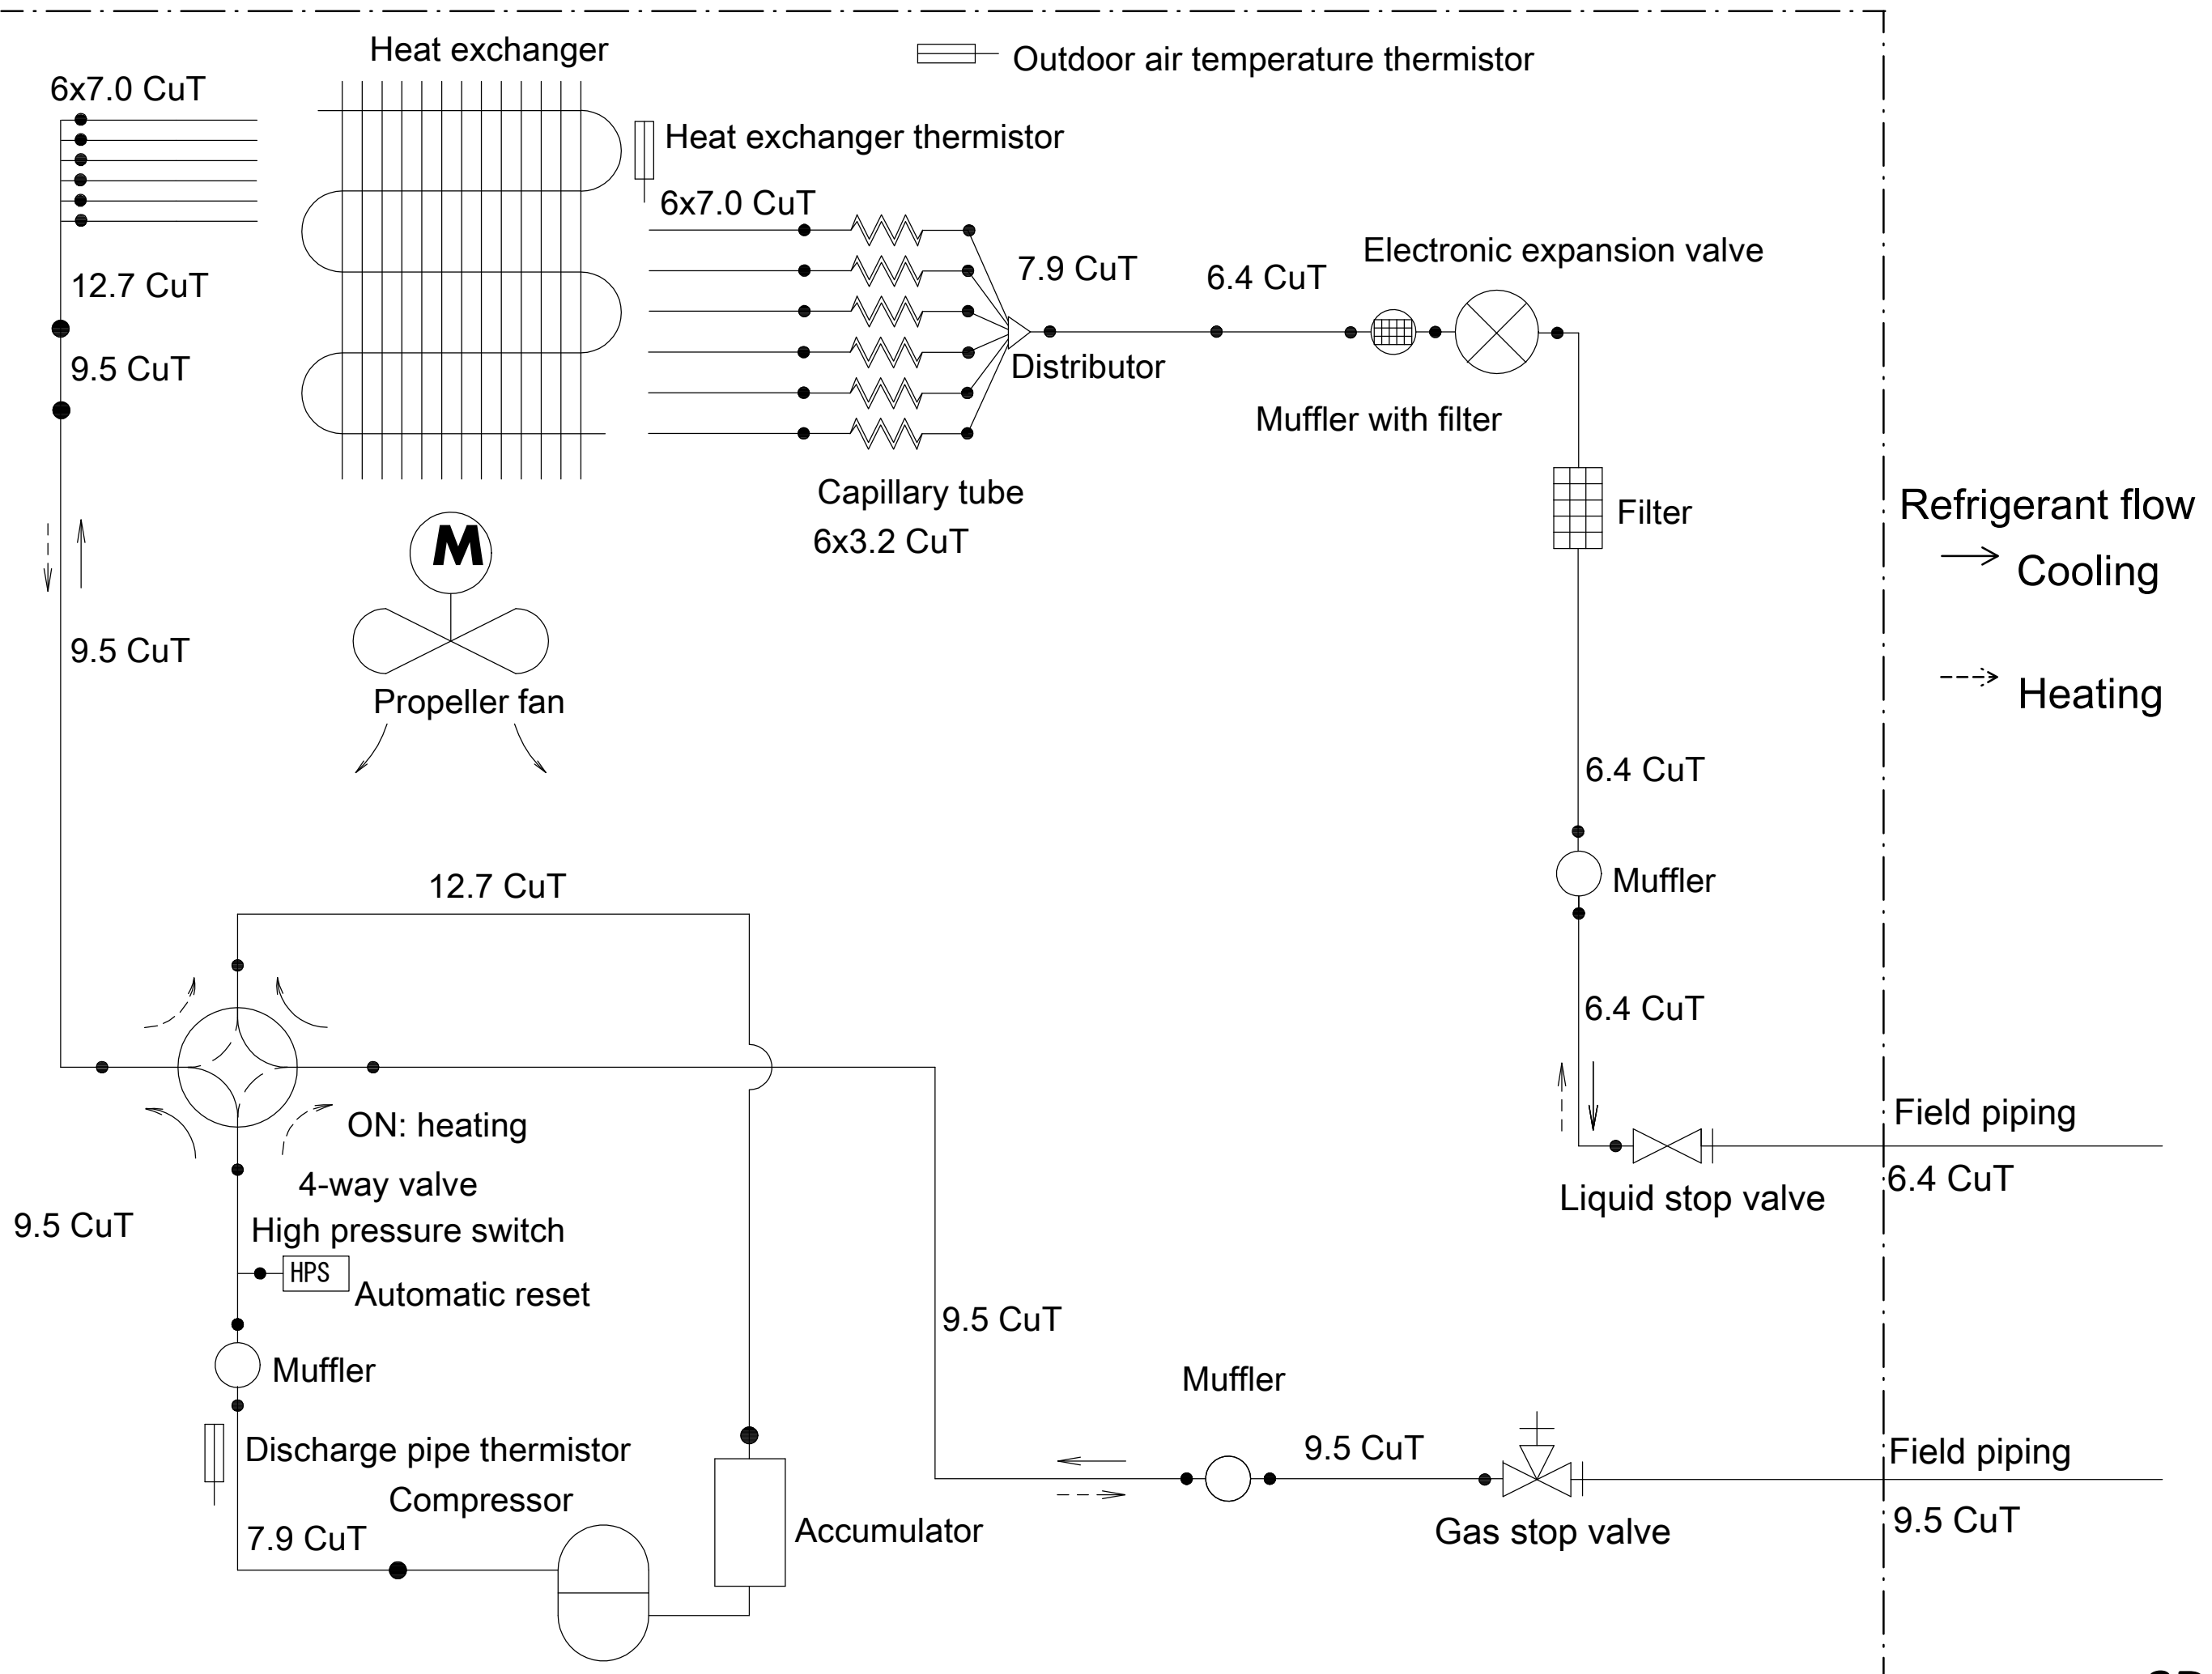 Heat exchanger
Outdoor air temperature thermistor
6x7.0 CuT
Heat exchanger thermistor
6x7.0 CuT
Electronic expansion valve
7.9 CuT
6.4 CuT
12.7 CuT
9.5 CuT
Distributor
Muffler with filter
Capillary tube
6x3.2 CuT
Filter
Refrigerant flow
Cooling
Heating
M
9.5 CuT
Propeller fan
6.4 CuT
Muffler
12.7 CuT
6.4 CuT
ON: heating
4-way valve
Field piping
6.4 CuT
Liquid stop valve
9.5 CuT
High pressure switch
HPS
Automatic reset
9.5 CuT
Muffler
Muffler
Discharge pipe thermistor
9.5 CuT
Field piping
Compressor
7.9 CuT
Accumulator
Gas stop valve
9.5 CuT